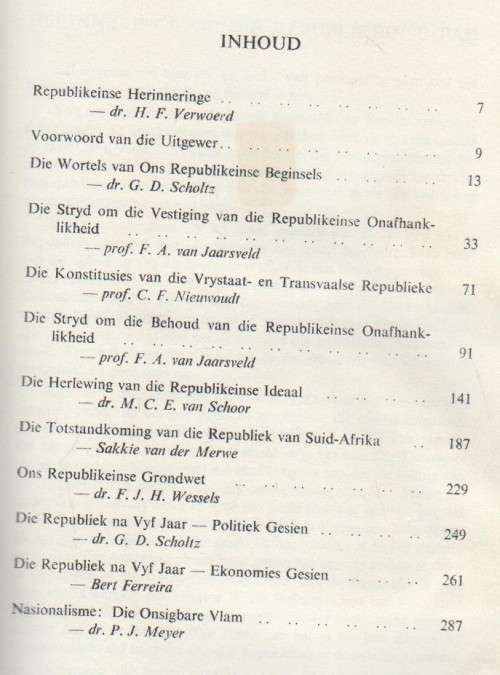 INHOUD
Republikeinse Herinneringe .. .. .. .. .. .. .. 7
— dr. H. F. Verwoerd
Voorwoord van die Uitgewer.. .. .. .. .. .. .. 9
Die Wortels van Ons Republikeinse Beginsels .. .. .. .. 13
— dr. G. D. Scholtz
Die Stryd om die Vestiging van die Republikeinse Onafhank-
likheid .. .. .. .. .. .. .. .. .. .. 33
— prof. F. A. van Jaarsveld
Die Konstitusies van die Vrystaat- en Transvaalse Republieke 71
— prof. C. F. Nieuwoudt
Die Stryd om die Behoud van die Republikeinse Onafhank-
likheid .. .. .. .. .. .. .. .. .. .. 91
— prof. F. A. van Jaarsveld
Die Herlewing van die Republikeinse Ideaal .. .. .. .. 141
— dr. M. C. E. van Schoor
Die Totstandkoming van die Republiek van Suid-Afrika .. 187
— Sakkie van der Merwe
Ons Republikeinse Grondwet .. .. .. .. .. .. 229
— dr. F. J. H. Wessels
Die Republiek na Vyf Jaar — Politiek Gesien .. .. .. 249
— dr. G. D. Scholtz
Die Republiek na Vyf Jaar — Ekonomies Gesien .. .. 261
— Bert Ferreira
Nasionalisme: Die Onsigbare Vlam .. .. .. .. .. 287
— dr. P. J. Meyer